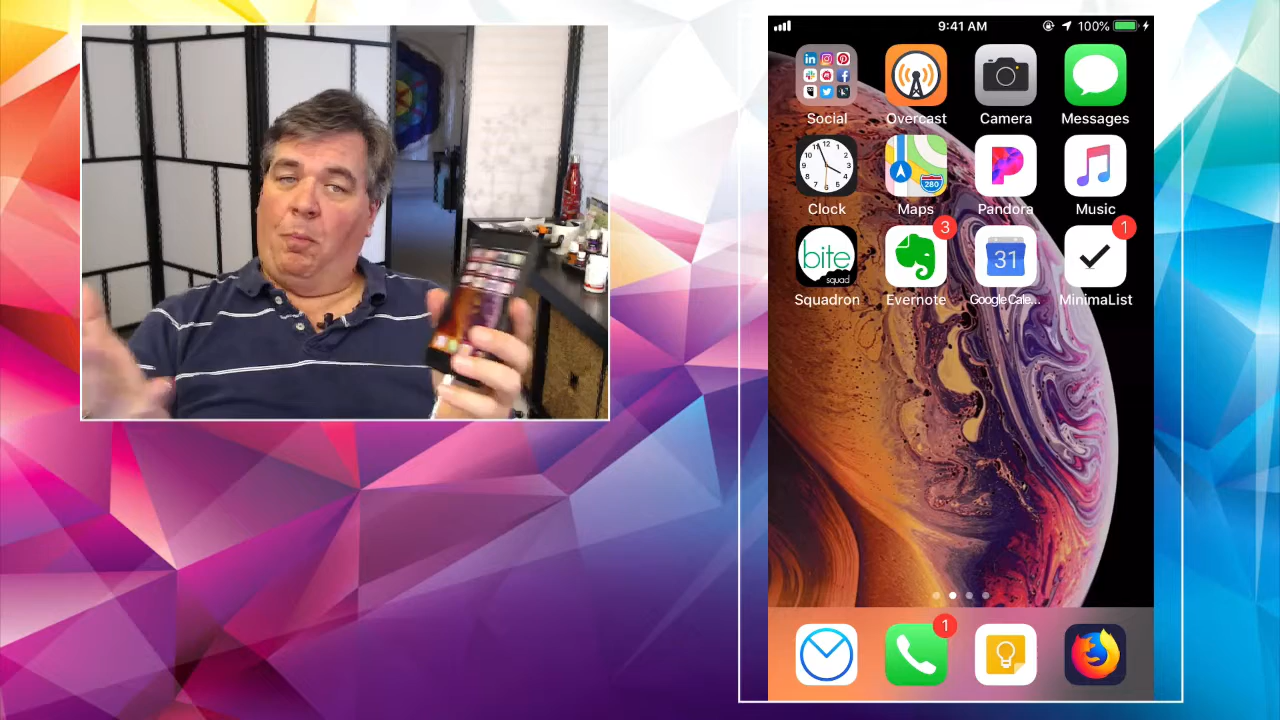 9:41 AM
100%
Social
Overcast
Camera
Messages
Clock
Maps
280
Pandora
Music
3
1
bite
squad
31
Squadron
Evernote
Google Cale...
MinimaList
1